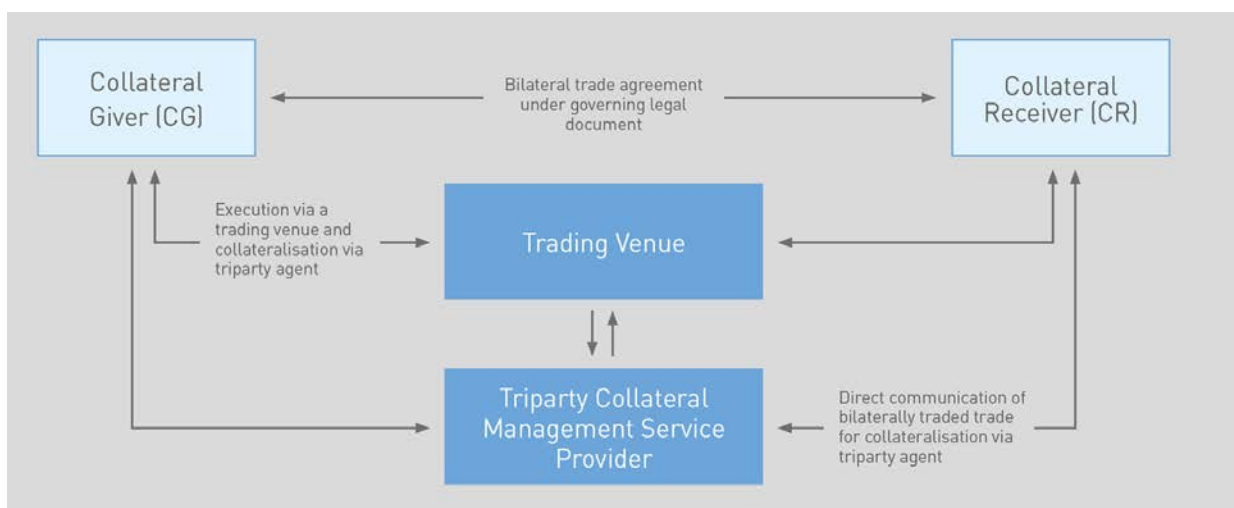 Collateral
Giver (CG)
Bilateral trade agreement
under governing legal
document
Collateral
Receiver (CR)
Execution via a
trading venue and
collateralisation via
triparty agent
Trading Venue
Triparty Collateral
Management Service
Provider
Direct communication of
bilaterally traded trade
for collateralisation via
triparty agent